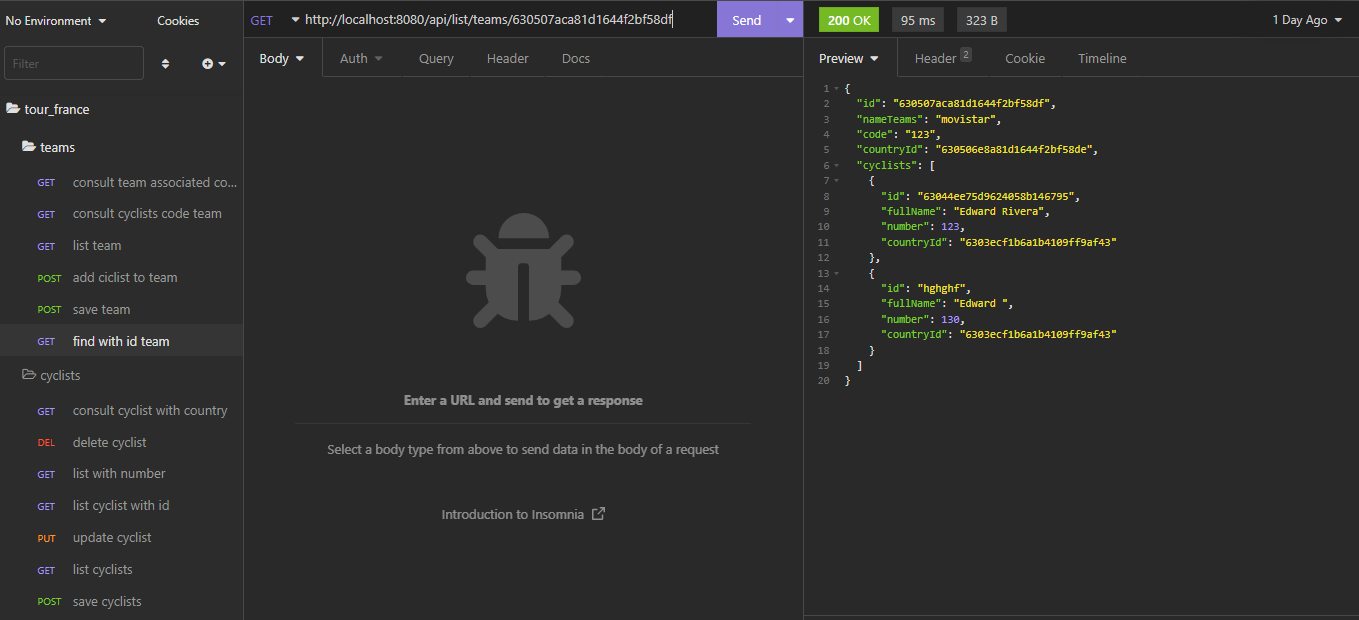 No Environment
Cookies
GET http://localhost:8080/api/list/teams/630507aca81d1644f2bf58df
Send
200 OK
95 ms
323 B
1 Day Ago
Filter
Body
Auth
Query
Header
Docs
Preview
Header 2
Cookie
Timeline
tour_france
teams
GET consult team associated co...
GET consult cyclists code team
GET list team
POST add ciclist to team
POST save team
GET find with id team
cyclists
GET consult cyclist with country
DEL delete cyclist
GET list with number
GET list cyclist with id
PUT update cyclist
GET list cyclists
POST save cyclists
Enter a URL and send to get a response
Select a body type from above to send data in the body of a request
Introduction to Insomnia
1 {
2 "id": "630507aca81d1644f2bf58df",
3 "nameTeams": "movistar",
4 "code": "123",
5 "countryId": "630506e8a81d1644f2bf58de",
6 "cyclists": [
7 {
8 "id": "63044ee75d9624058b146795",
9 "fullName": "Edward Rivera",
10 "number": 123,
11 "countryId": "6303ecf1b6a1b4109ff9af43"
12 },
13 {
14 "id": "hghghf",
15 "fullName": "Edward ",
16 "number": 130,
17 "countryId": "6303ecf1b6a1b4109ff9af43"
18 }
19 ]
20 }